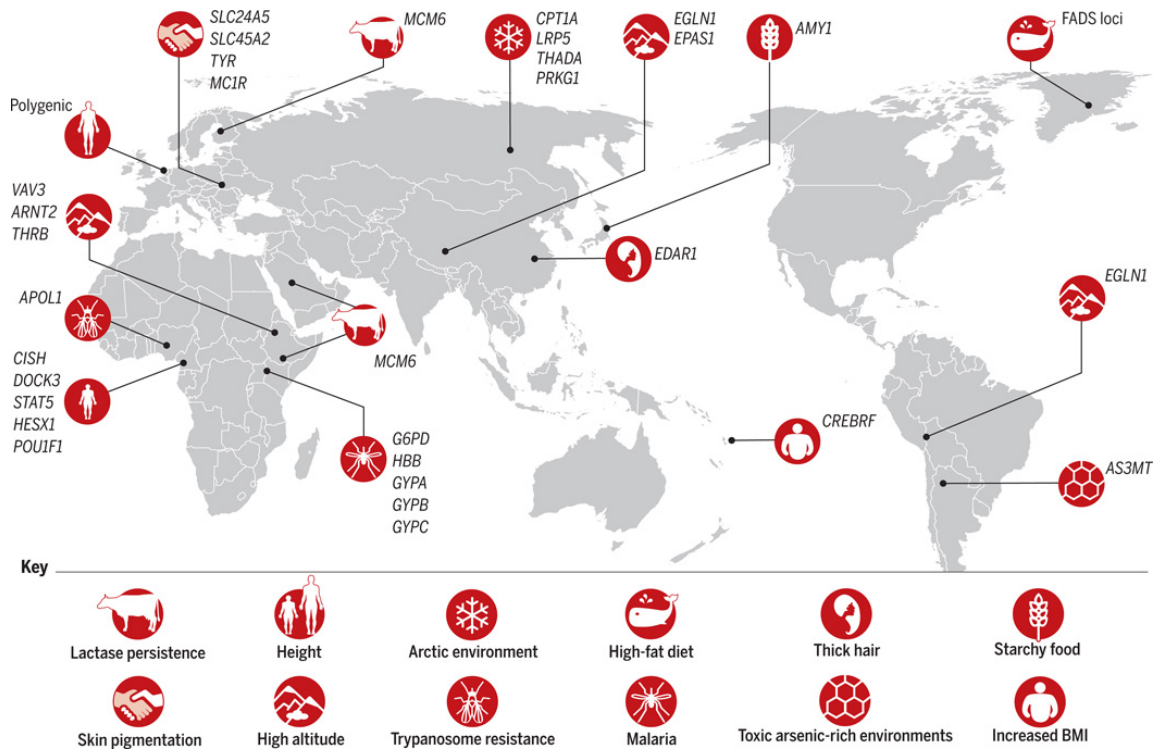 SLC24A5
SLC45A2
TYR
MC1R
MCM6
CPT1A
LRP5
THADA
PRKG1
EGLN1
EPAS1
AMY1
FADS loci
Polygenic
VAV3
ARNT2
THRB
EDAR1
APOL1
MCM6
EGLN1
CISH
DOCK3
STAT5
HESX1
POU1F1
G6PD
HBB
GYPA
GYPB
GYPC
CREBRF
AS3MT
Key
Lactase persistence
Height
Arctic environment
High-fat diet
Thick hair
Starchy food
Skin pigmentation
High altitude
Trypanosome resistance
Malaria
Toxic arsenic-rich environments
Increased BMI